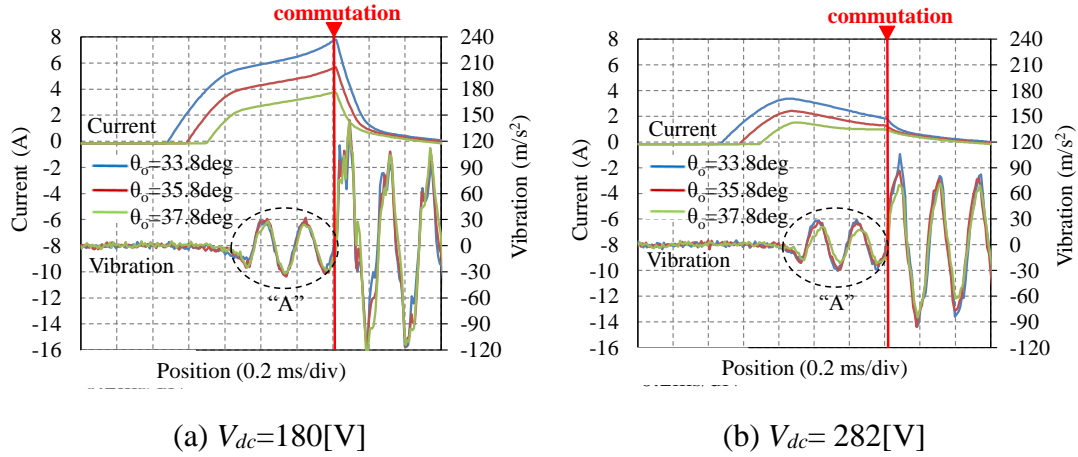 commutation
8
6
4
2
0
-2
-4
-6
-8
-10
-12
-14
-16
Current (A)
240
210
180
150
120
90
60
30
0
-30
-60
-90
-120
Vibration (m/s²)
Current
θₒ=33.8deg
θₒ=35.8deg
θₒ=37.8deg
Vibration
“A”
Position (0.2 ms/div)
(a) Vdc=180[V]
commutation
8
6
4
2
0
-2
-4
-6
-8
-10
-12
-14
-16
Current (A)
240
210
180
150
120
90
60
30
0
-30
-60
-90
-120
Vibration (m/s²)
Current
θₒ=33.8deg
θₒ=35.8deg
θₒ=37.8deg
Vibration
“A”
Position (0.2 ms/div)
(b) Vdc= 282[V]